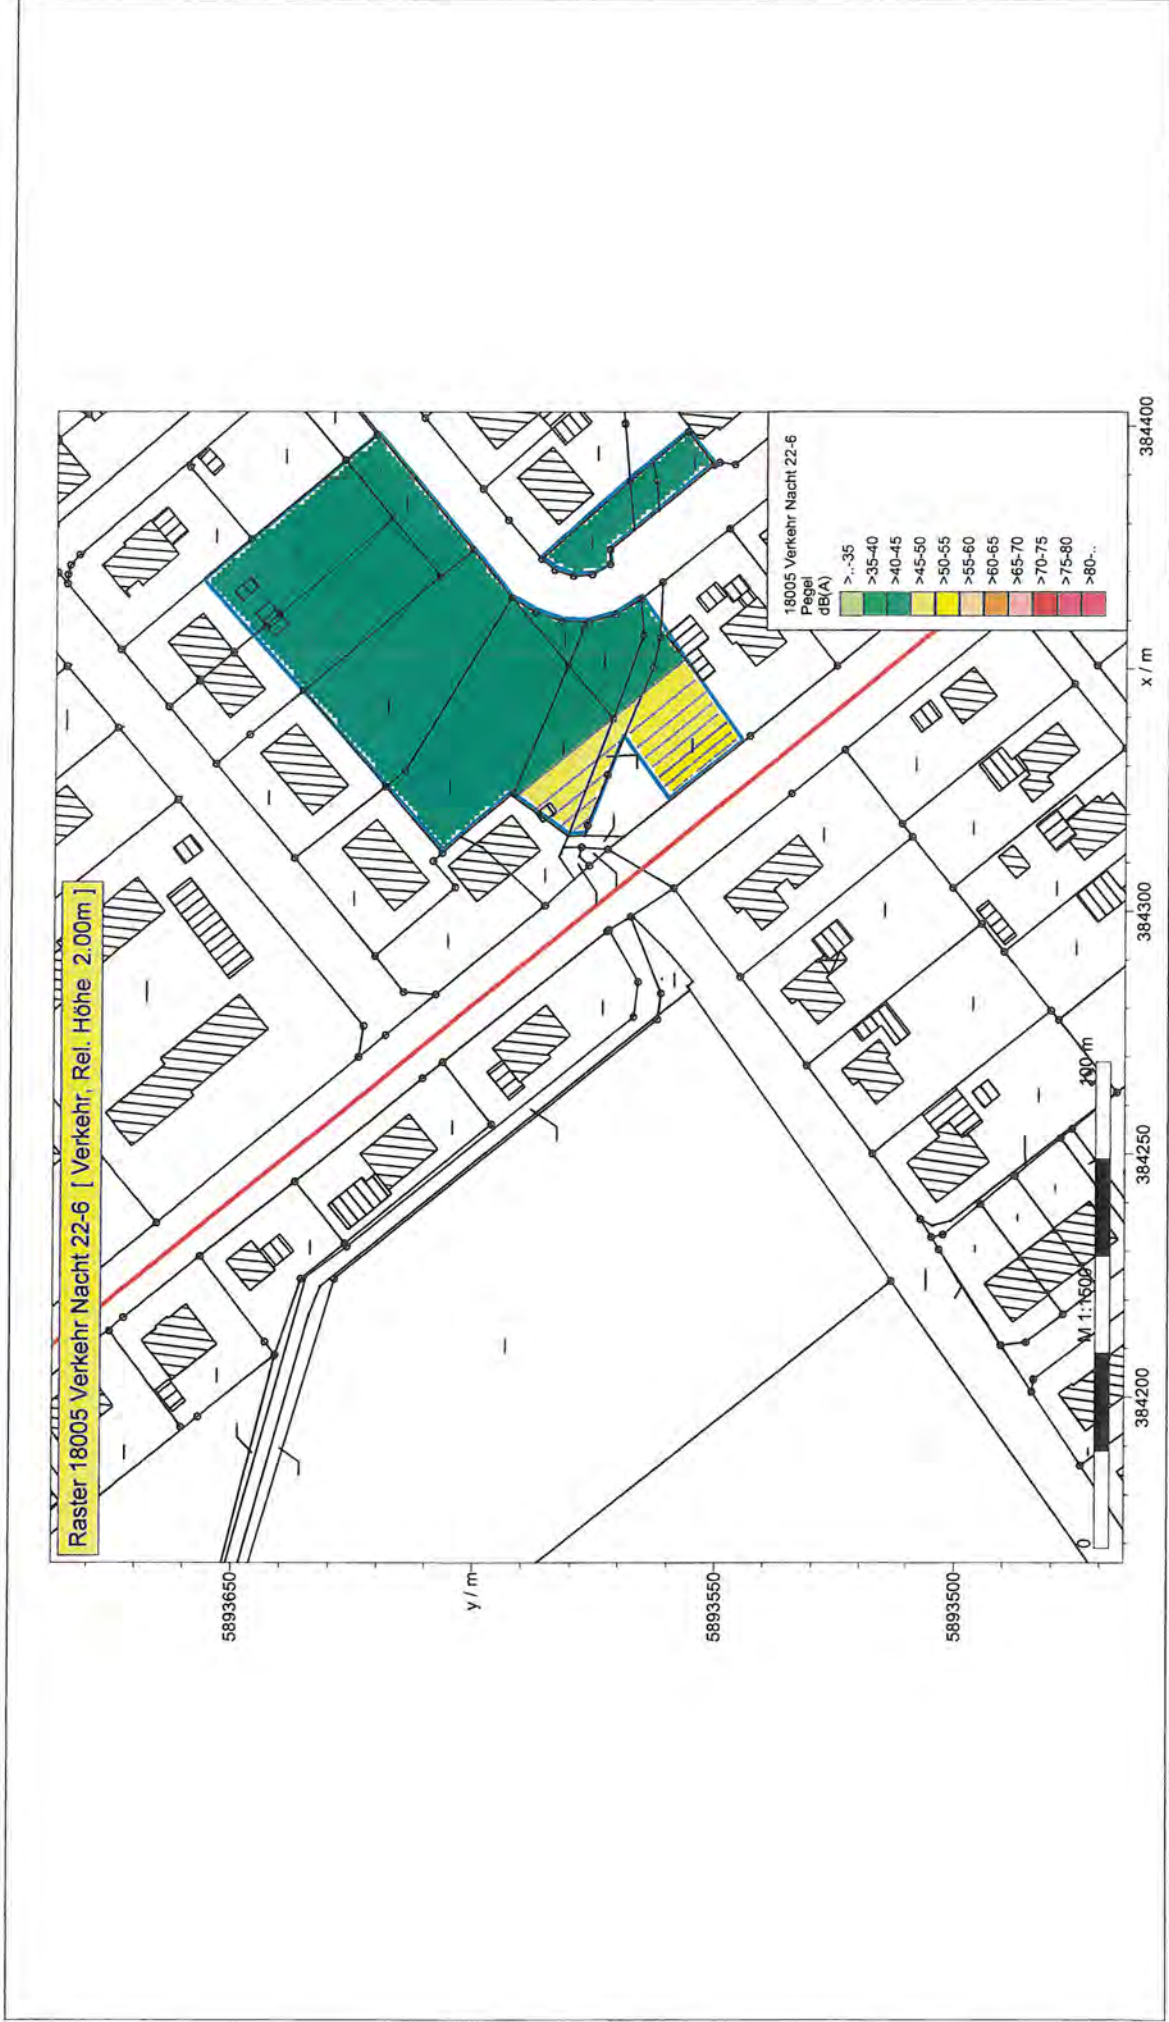 Raster 18005 Verkehr Nacht 22-6 [ Verkehr, Rel. Höhe 2.00m ]
5893650
y / m
5893550
5893500
0
M 1:1500
100 m
384200
384250
384300
x / m
384400
18005 Verkehr Nacht 22-6
Pegel
dB(A)
>..-35
>35-40
>40-45
>45-50
>50-55
>55-60
>60-65
>65-70
>70-75
>75-80
>80-..